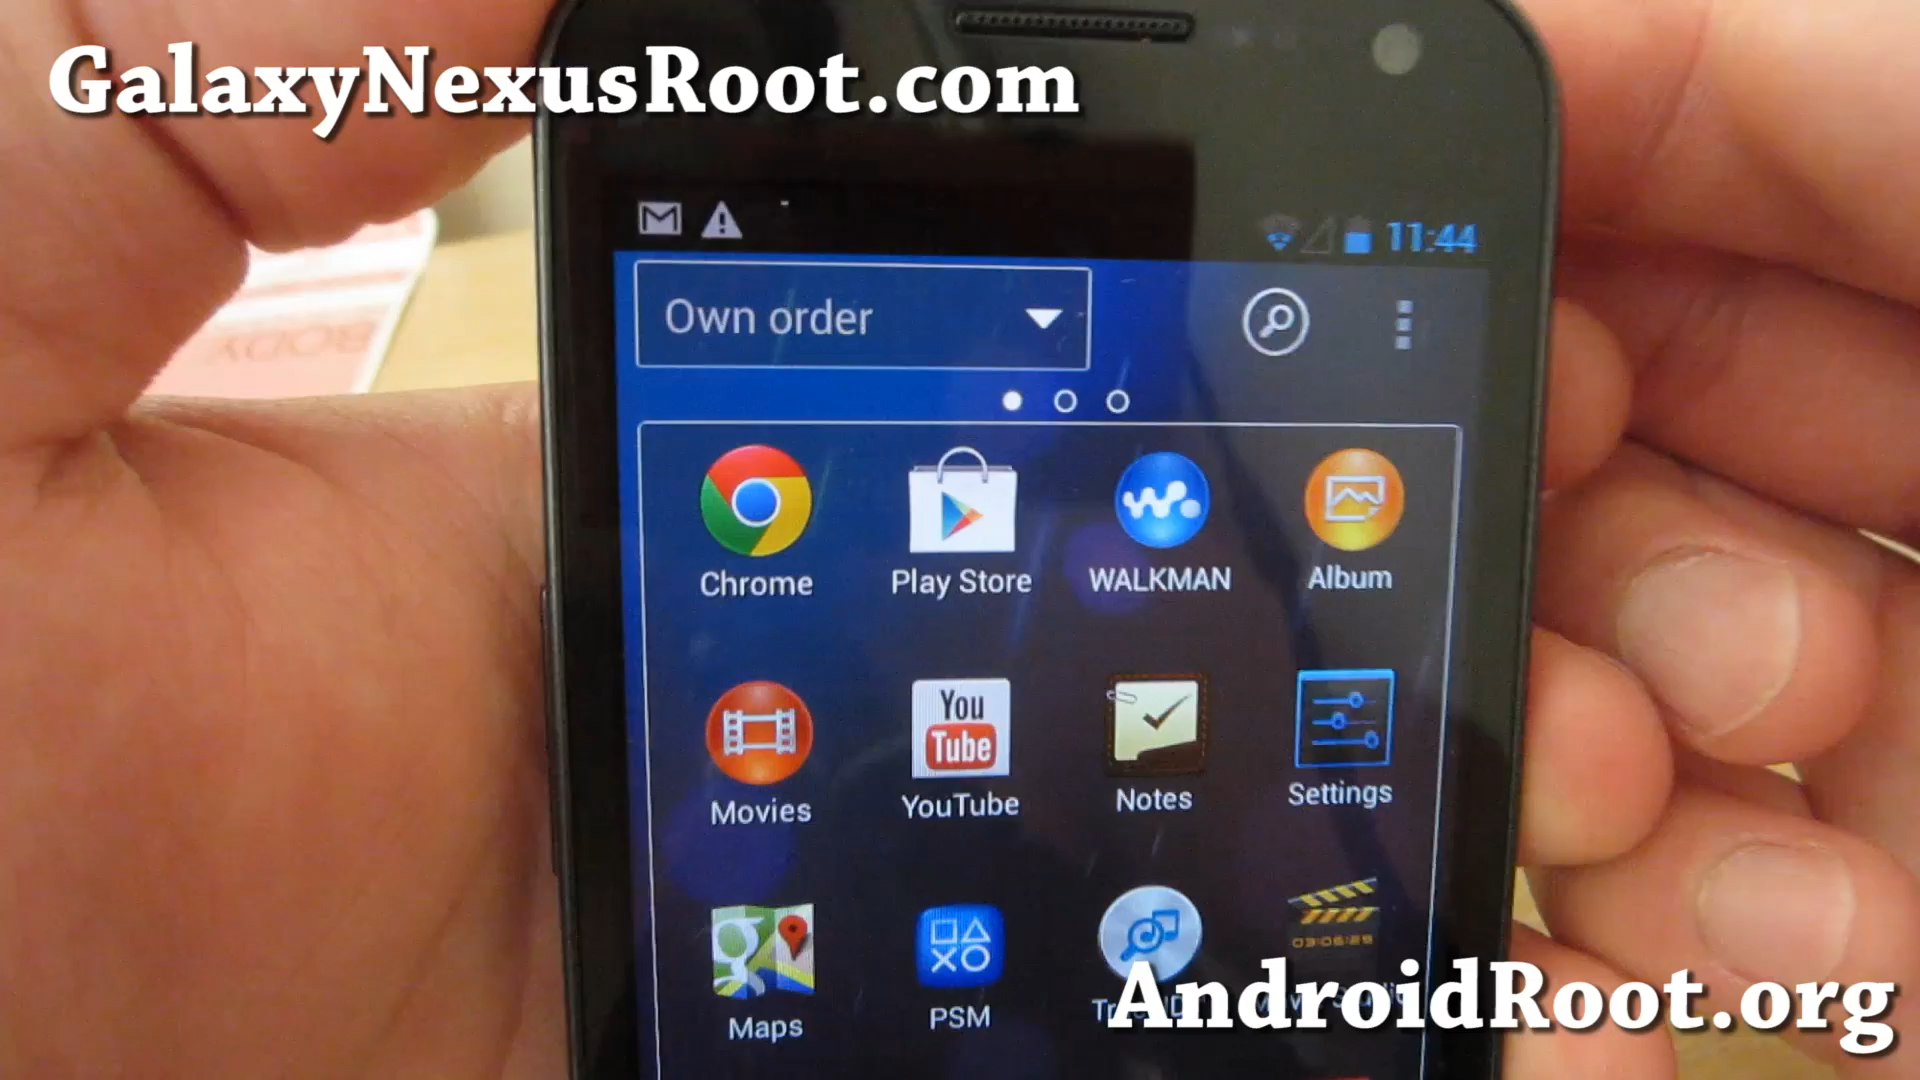 GalaxyNexusRoot.com
11:44
Own order
Chrome
Play Store
WALKMAN
Album
Movies
You
Tube
YouTube
Notes
Settings
Maps
PSM
AndroidRoot.org